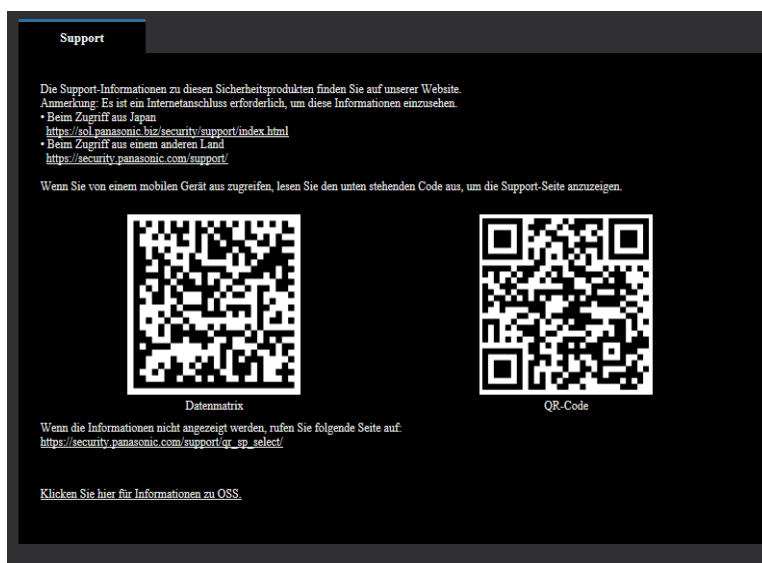 Support
Die Support-Informationen zu diesen Sicherheitsprodukten finden Sie auf unserer Website.
Anmerkung: Es ist ein Internetanschluss erforderlich, um diese Informationen einzusehen.
• Beim Zugriff aus Japan
https://sol.panasonic.biz/security/support/index.html
• Beim Zugriff aus einem anderen Land
https://security.panasonic.com/support/
Wenn Sie von einem mobilen Gerät aus zugreifen, lesen Sie den unten stehenden Code aus, um die Support-Seite anzuzeigen.
Datenmatrix
QR-Code
Wenn die Informationen nicht angezeigt werden, rufen Sie folgende Seite auf:
https://security.panasonic.com/support/qr_sp_select/
Klicken Sie hier für Informationen zu OSS.